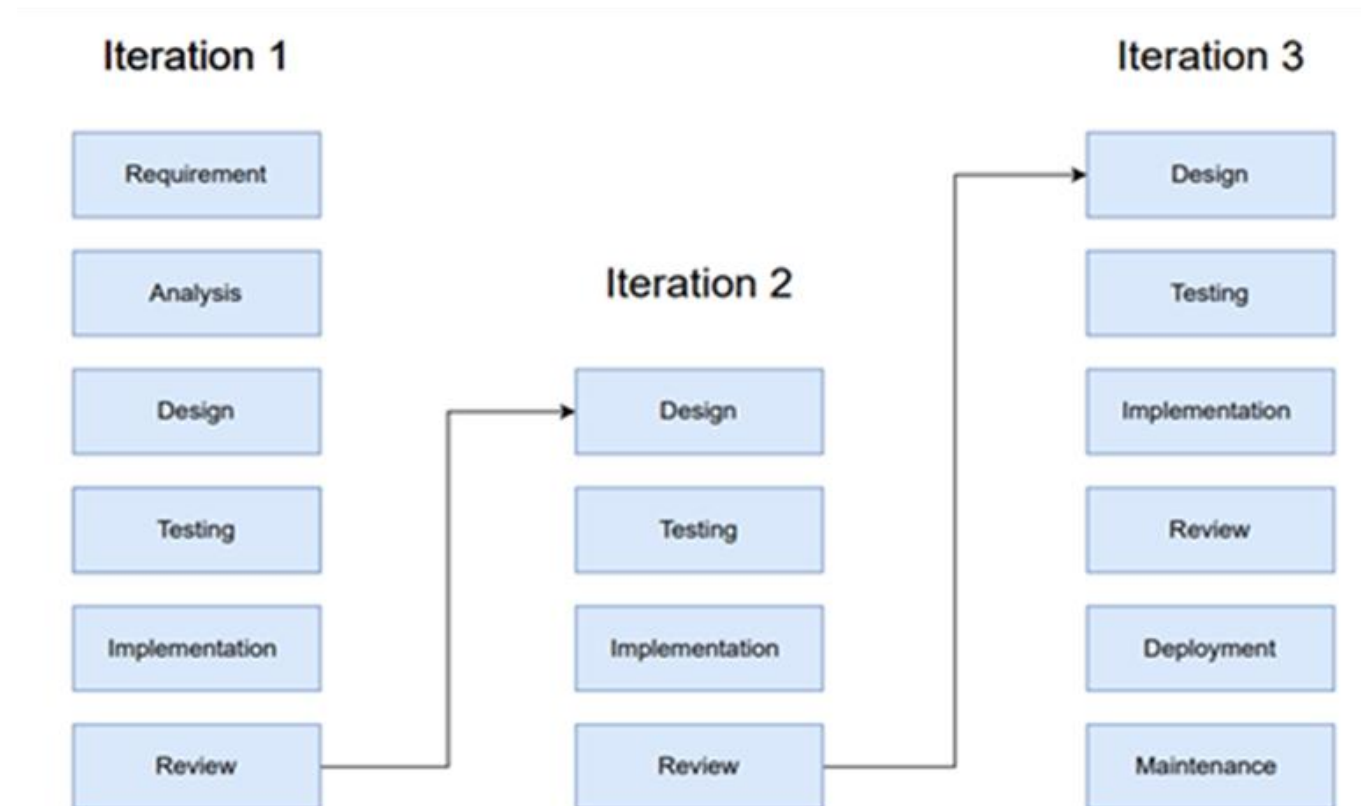 Iteration 1
Requirement
Analysis
Design
Testing
Implementation
Review
Iteration 2
Design
Testing
Implementation
Review
Iteration 3
Design
Testing
Implementation
Review
Deployment
Maintenance